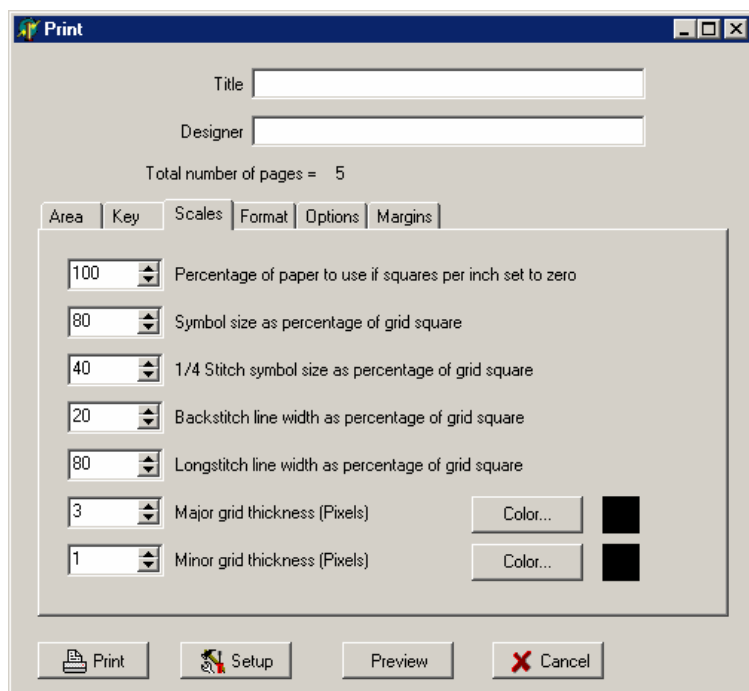 Print
Title
Designer
Total number of pages = 5
Area Key Scales Format Options Margins
100 Percentage of paper to use if squares per inch set to zero
80 Symbol size as percentage of grid square
40 1/4 Stitch symbol size as percentage of grid square
20 Backstitch line width as percentage of grid square
80 Longstitch line width as percentage of grid square
3 Major grid thickness (Pixels) Color...
1 Minor grid thickness (Pixels) Color...
Print Setup Preview Cancel